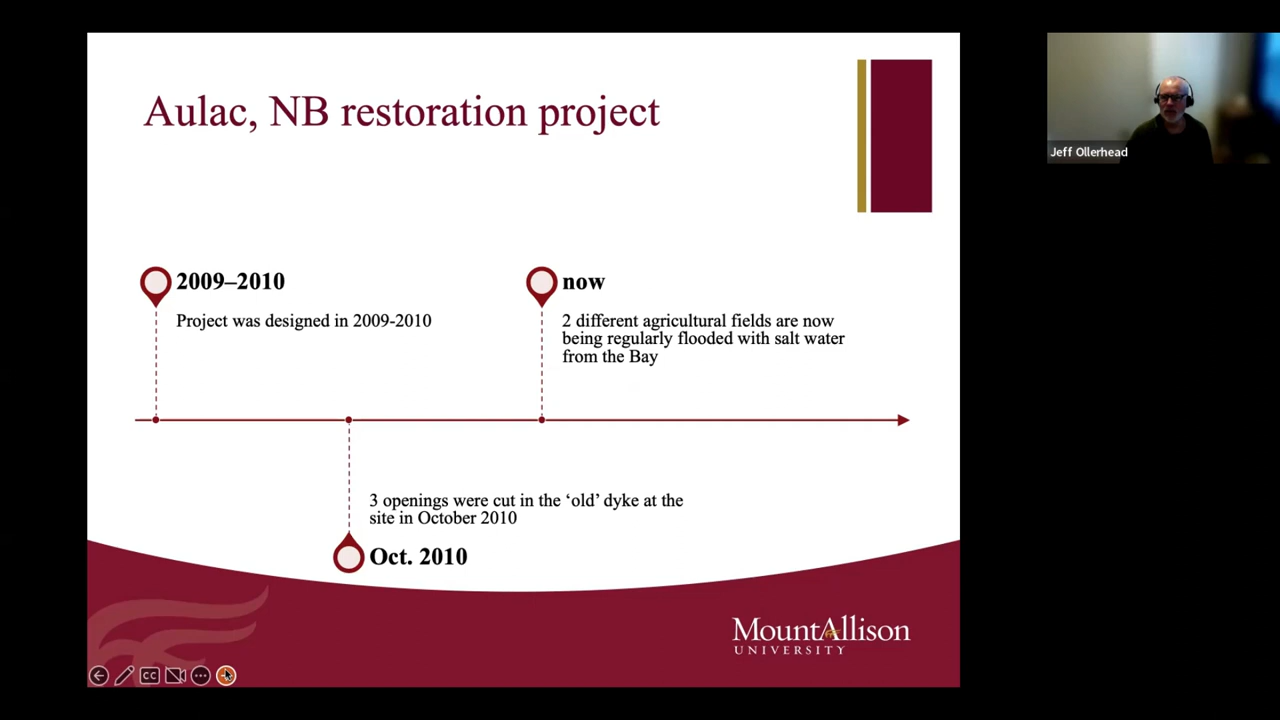 Aulac, NB restoration project
Jeff Ollerhead
2009–2010
Project was designed in 2009-2010
now
2 different agricultural fields are now
being regularly flooded with salt water
from the Bay
3 openings were cut in the ‘old’ dyke at the
site in October 2010
Oct. 2010
MountAllison
UNIVERSITY
CC